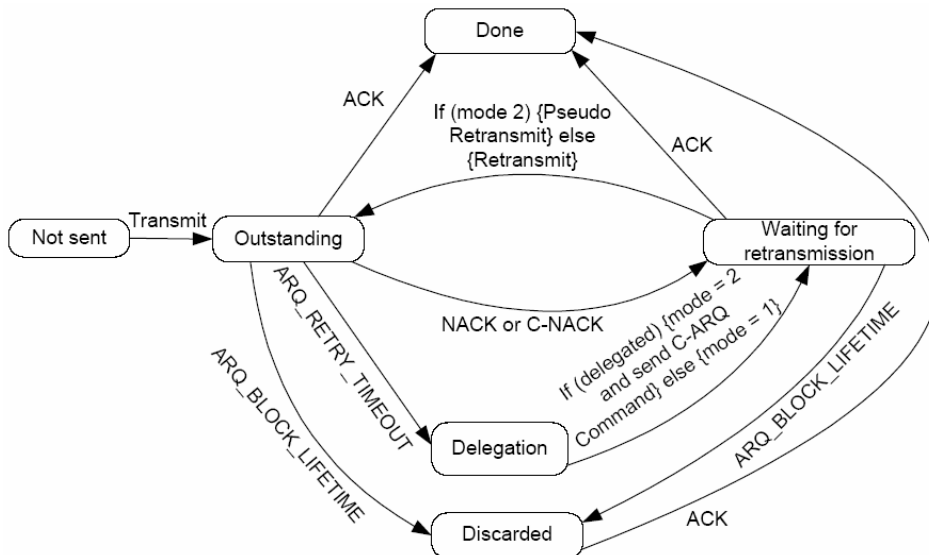 Done
ACK
If (mode 2) {Pseudo
Retransmit} else
{Retransmit}
ACK
Not sent
Transmit
Outstanding
Waiting for
retransmission
NACK or C-NACK
ARQ_RETRY_TIMEOUT
ARQ_BLOCK_LIFETIME
If (delegated) {mode = 2
and send C-ARQ
Command} else {mode = 1}
ARQ_BLOCK_LIFETIME
Delegation
Discarded
ACK